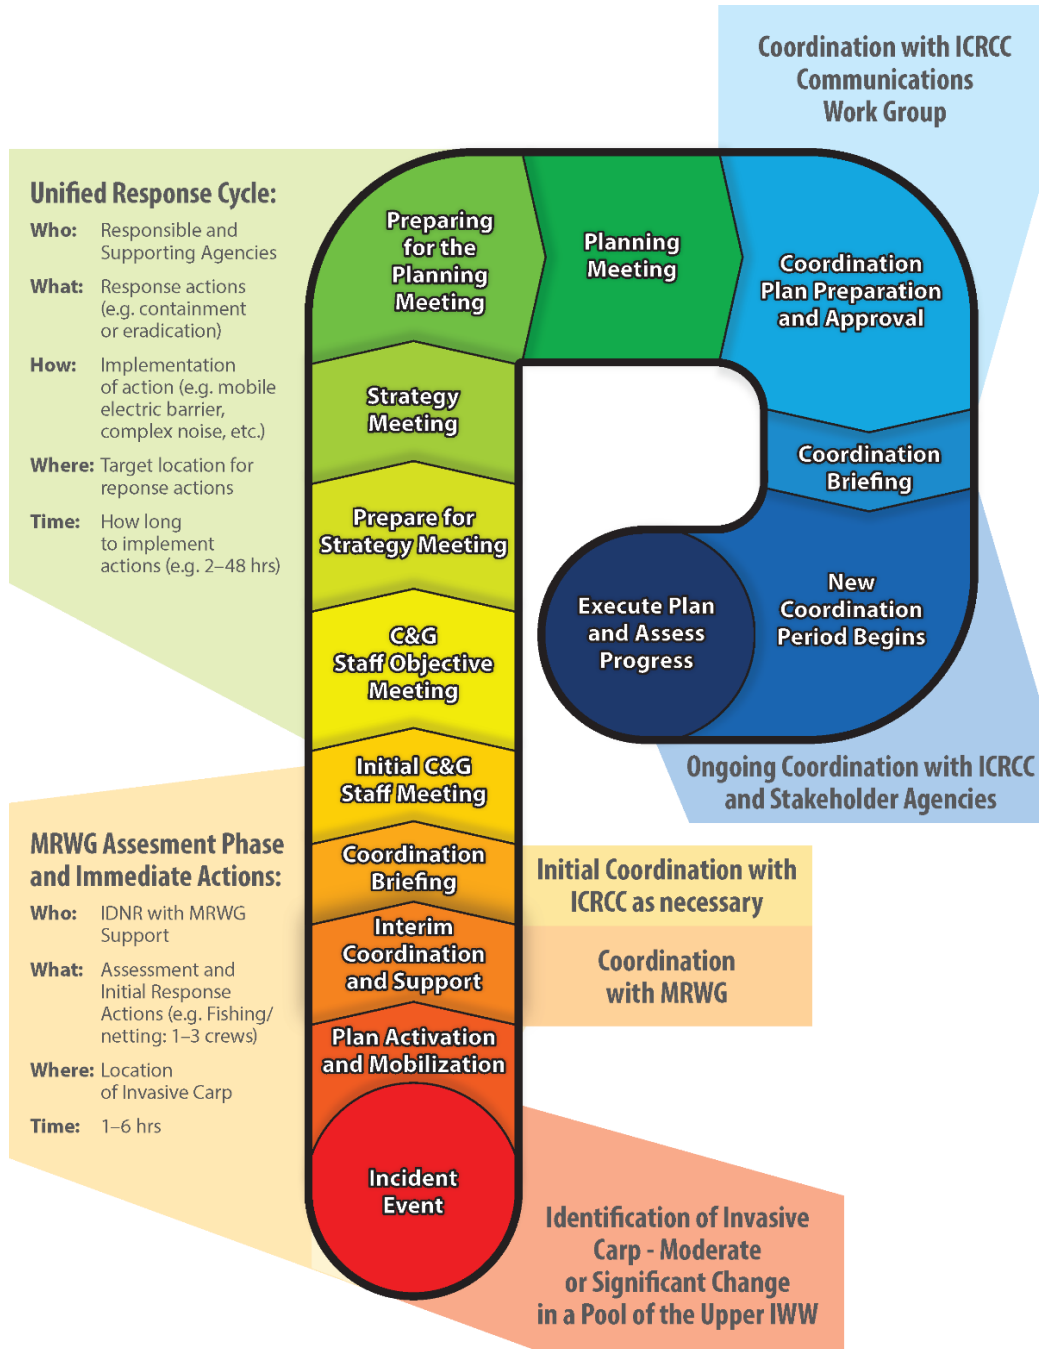 Coordination with ICRCC
Communications
Work Group
Unified Response Cycle:
Who: Responsible and
Supporting Agencies
What: Response actions
(e.g. containment
or eradication)
How: Implementation
of action (e.g. mobile
electric barrier,
complex noise, etc.)
Where: Target location for
reponse actions
Time: How long
to implement
actions (e.g. 2–48 hrs)
Preparing
for the
Planning
Meeting
Planning
Meeting
Coordination
Plan Preparation
and Approval
Strategy
Meeting
Coordination
Briefing
Prepare for
Strategy Meeting
New
Coordination
Period Begins
Execute Plan
and Assess
Progress
C&G
Staff Objective
Meeting
Initial C&G
Staff Meeting
Ongoing Coordination with ICRCC
and Stakeholder Agencies
MRWG Assesment Phase
and Immediate Actions:
Who: IDNR with MRWG
Support
What: Assessment and
Initial Response
Actions (e.g. Fishing/
netting: 1–3 crews)
Where: Location
of Invasive Carp
Time: 1–6 hrs
Coordination
Briefing
Initial Coordination with
ICRCC as necessary
Interim
Coordination
and Support
Coordination
with MRWG
Plan Activation
and Mobilization
Incident
Event
Identification of Invasive
Carp - Moderate
or Significant Change
in a Pool of the Upper IWW